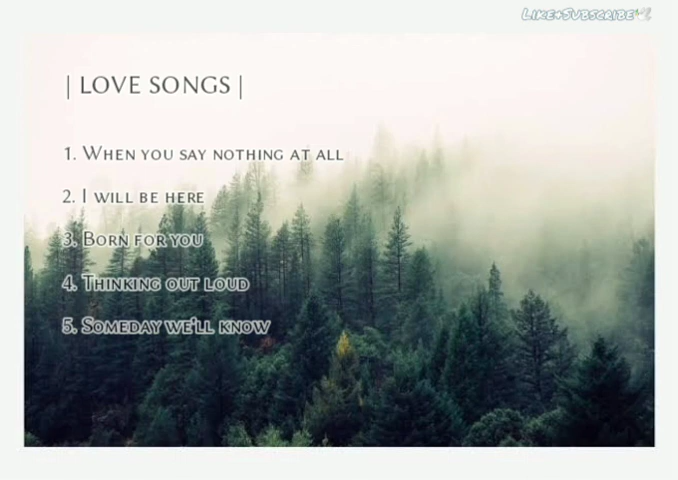 Like+Subscribe
| LOVE SONGS |
1. When you say nothing at all
2. I will be here
3. Born for you
4. Thinking out loud
5. Someday we'll know